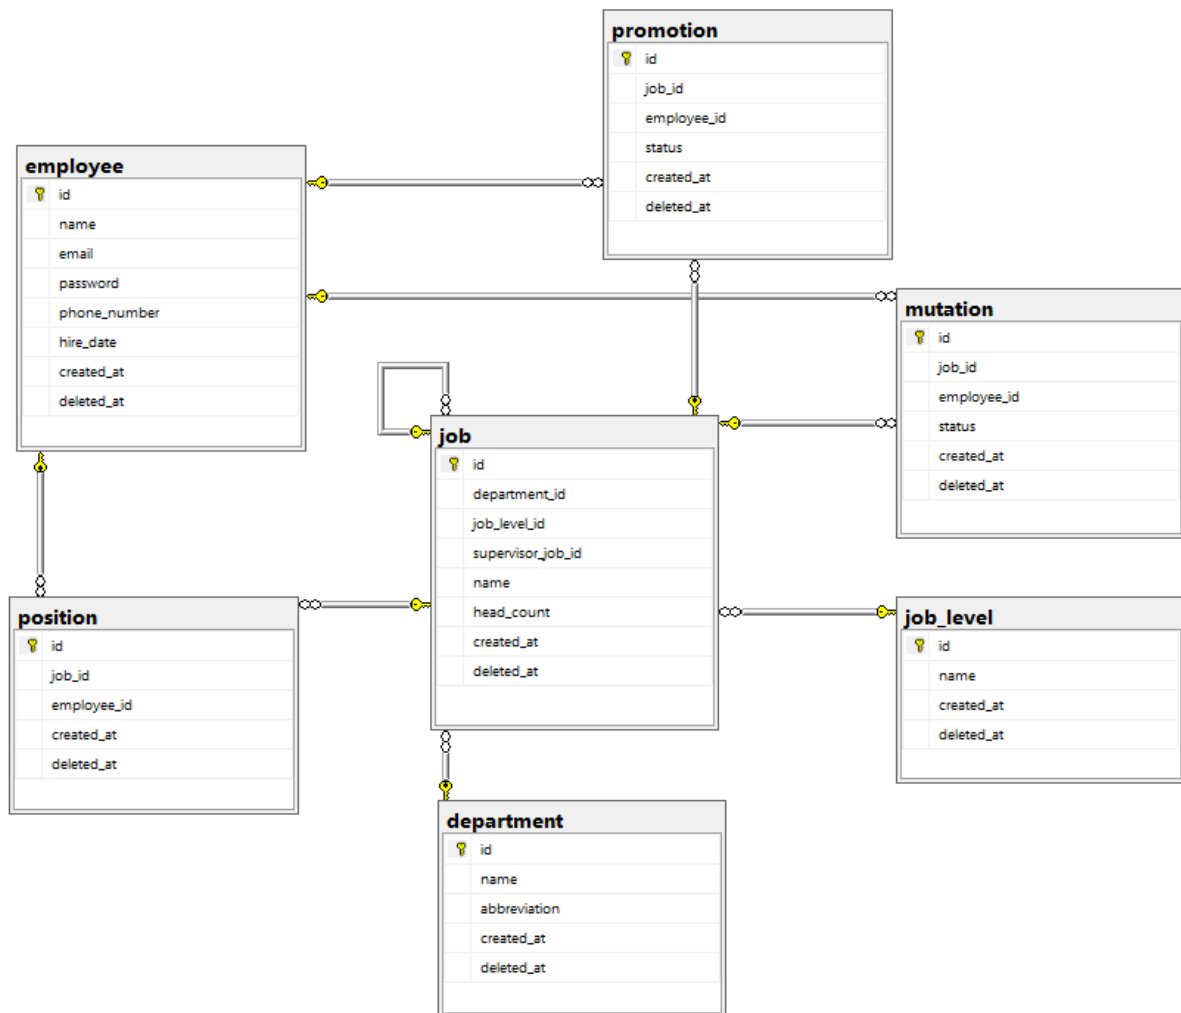 promotion
id
job_id
employee_id
status
created_at
deleted_at
employee
id
name
email
password
phone_number
hire_date
created_at
deleted_at
mutation
id
job_id
employee_id
status
created_at
deleted_at
job
id
department_id
job_level_id
supervisor_job_id
name
head_count
created_at
deleted_at
position
id
job_id
employee_id
created_at
deleted_at
job_level
id
name
created_at
deleted_at
department
id
name
abbreviation
created_at
deleted_at